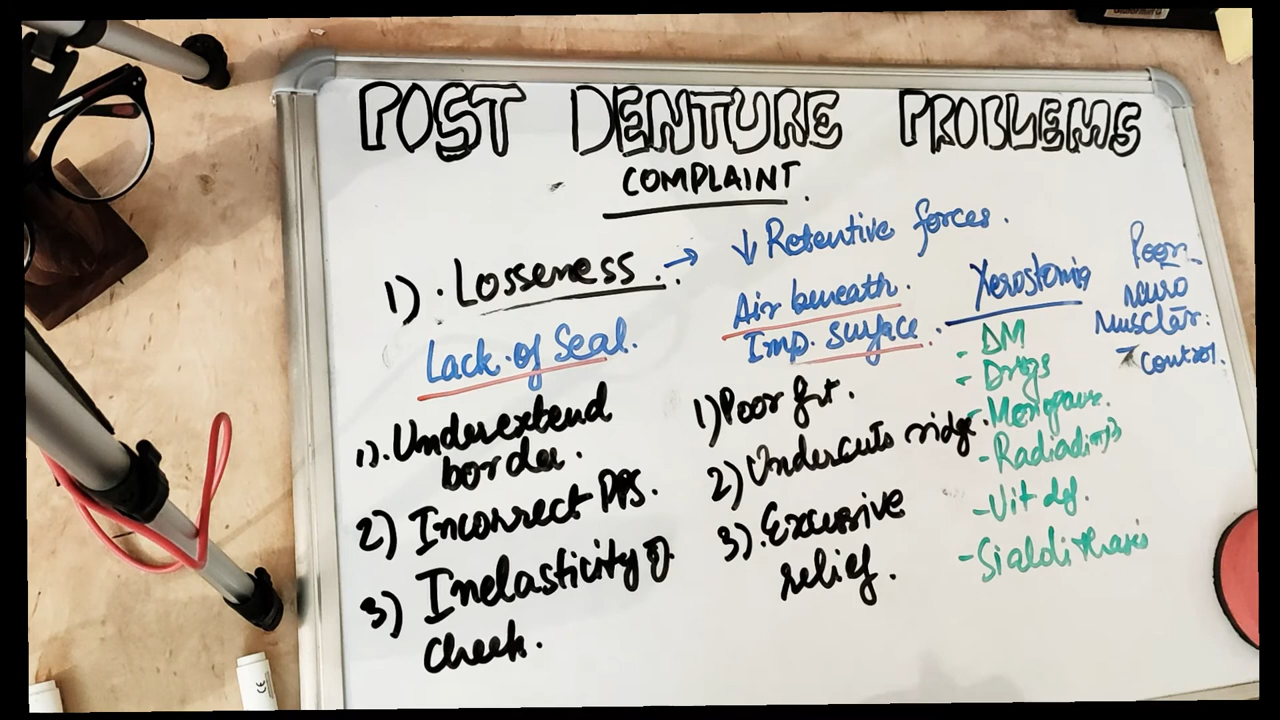 POST DENTURE PROBLEMS
COMPLAINT.
1) . Losseness. → ↓ Retentive forces.
Lack of Seal.
1). Underextend
border.
2) Incorrect PPS.
3) Inelasticity of
cheek.
Air beneath.
Imp. surface.
1) Poor fit.
2) Undercuts ridge.
3). Excessive
relief.
Xerostomia
- DM
- Drugs
- Menopause.
- Vit def.
Poor
neuro
Muscular:
Control.
CE